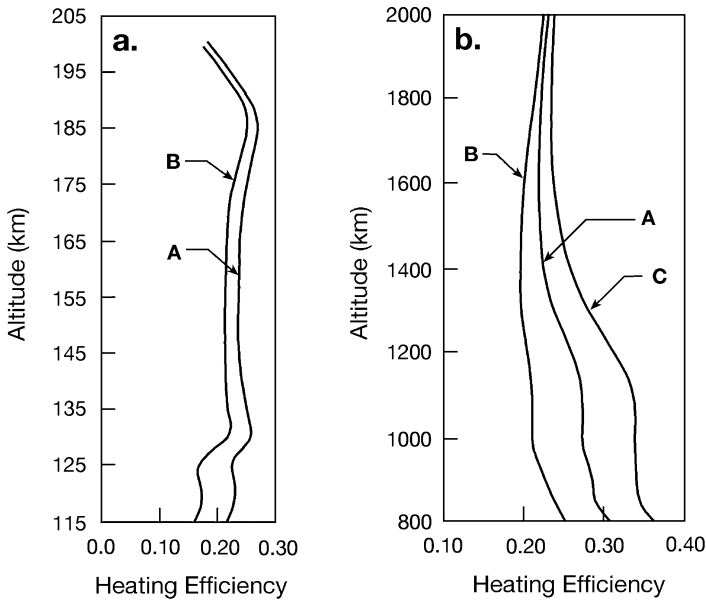 a.
205
195
185
175
165
155
145
135
125
115
B
A
Altitude (km)
0.0 0.10 0.20 0.30
Heating Efficiency
b.
2000
1800
1600
1400
1200
1000
800
B
A
C
Altitude (km)
0.10 0.20 0.30 0.40
Heating Efficiency